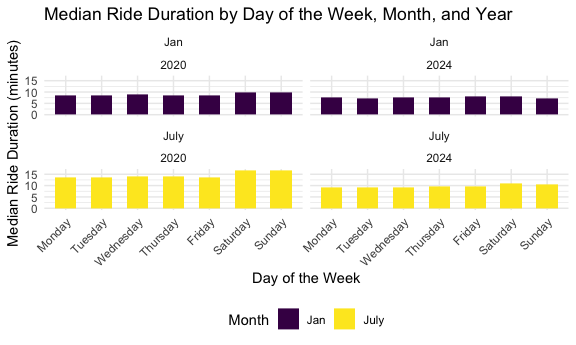 Median Ride Duration by Day of the Week, Month, and Year
Median Ride Duration (minutes)
Jan
2020
Jan
2024
15
10
5
0
July
2020
July
2024
15
10
5
0
Monday
Tuesday
Wednesday
Thursday
Friday
Saturday
Sunday
Monday
Tuesday
Wednesday
Thursday
Friday
Saturday
Sunday
Day of the Week
Month
Jan
July